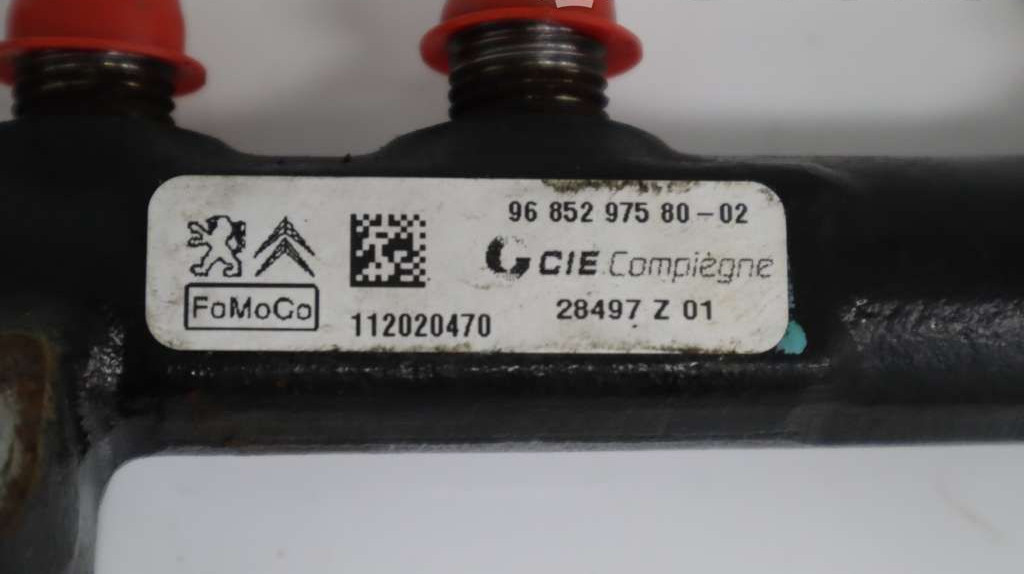 96 852 975 80-02
CIE.Compiègne
FoMoCo
112020470
28497 Z 01